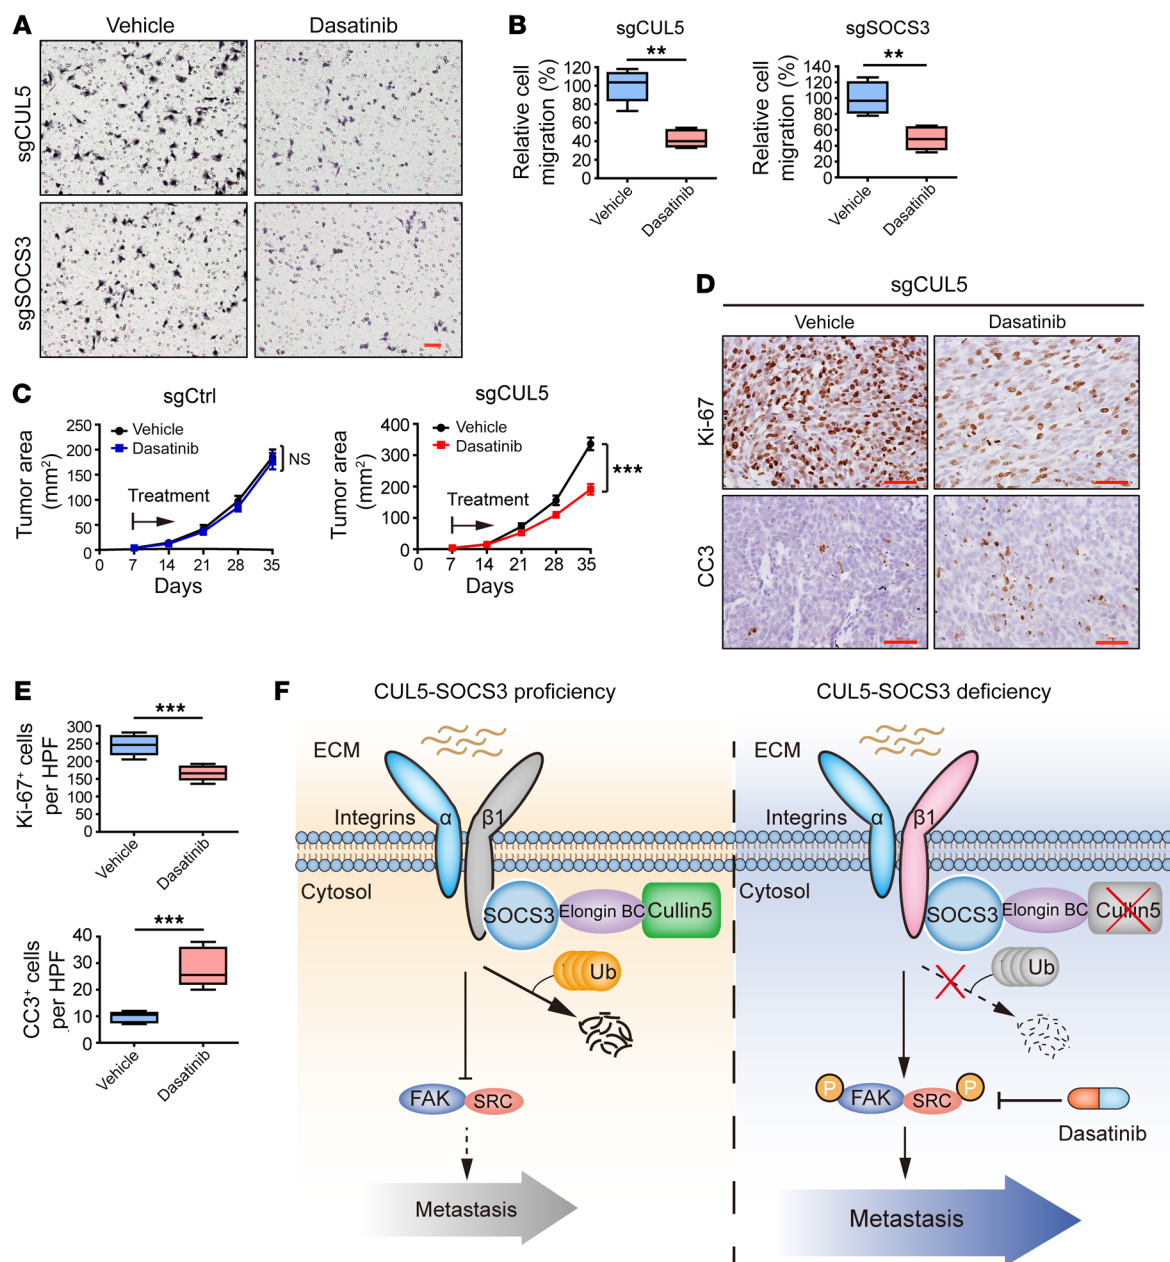 A
Vehicle
Dasatinib
sgCUL5
sgSOCS3
B
sgCUL5
**
Relative cell
migration (%)
120
100
80
60
40
20
0
Vehicle
Dasatinib
sgSOCS3
**
Relative cell
migration (%)
140
120
100
80
60
40
20
0
Vehicle
Dasatinib
C
sgCtrl
Tumor area
(mm²)
250
200
150
100
50
0
Vehicle
Dasatinib
NS
Treatment
0 7 14 21 28 35
Days
sgCUL5
Tumor area
(mm²)
400
300
200
100
0
Vehicle
Dasatinib
***
Treatment
0 7 14 21 28 35
Days
D
sgCUL5
Vehicle
Dasatinib
Ki-67
CC3
E
***
Ki-67⁺ cells
per HPF
300
250
200
150
100
50
0
Vehicle
Dasatinib
***
CC3⁺ cells
per HPF
40
30
20
10
0
Vehicle
Dasatinib
F
CUL5-SOCS3 proficiency
ECM
Integrins
α
β1
Cytosol
SOCS3
Elongin BC
Cullin5
Ub
FAK
SRC
Metastasis
CUL5-SOCS3 deficiency
ECM
Integrins
α
β1
Cytosol
SOCS3
Elongin BC
Cullin5
Ub
P
FAK
SRC
P
Dasatinib
Metastasis